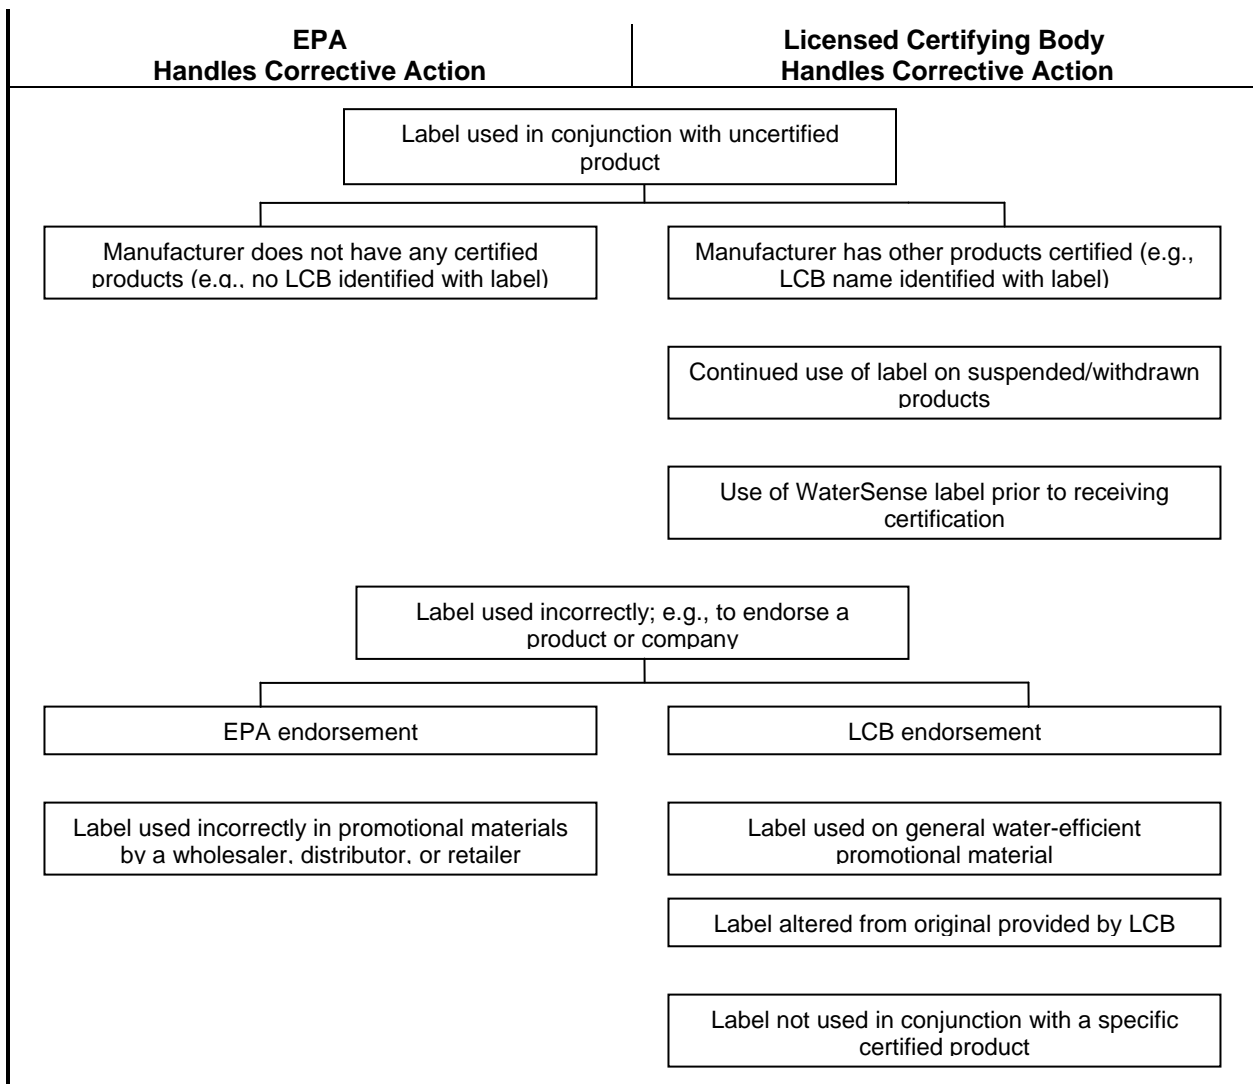 EPA
Handles Corrective Action
Licensed Certifying Body
Handles Corrective Action
Label used in conjunction with uncertified
product
Manufacturer does not have any certified
products (e.g., no LCB identified with label)
Manufacturer has other products certified (e.g.,
LCB name identified with label)
Continued use of label on suspended/withdrawn
products
Use of WaterSense label prior to receiving
certification
Label used incorrectly; e.g., to endorse a
product or company
EPA endorsement
LCB endorsement
Label used incorrectly in promotional materials
by a wholesaler, distributor, or retailer
Label used on general water-efficient
promotional material
Label altered from original provided by LCB
Label not used in conjunction with a specific
certified product